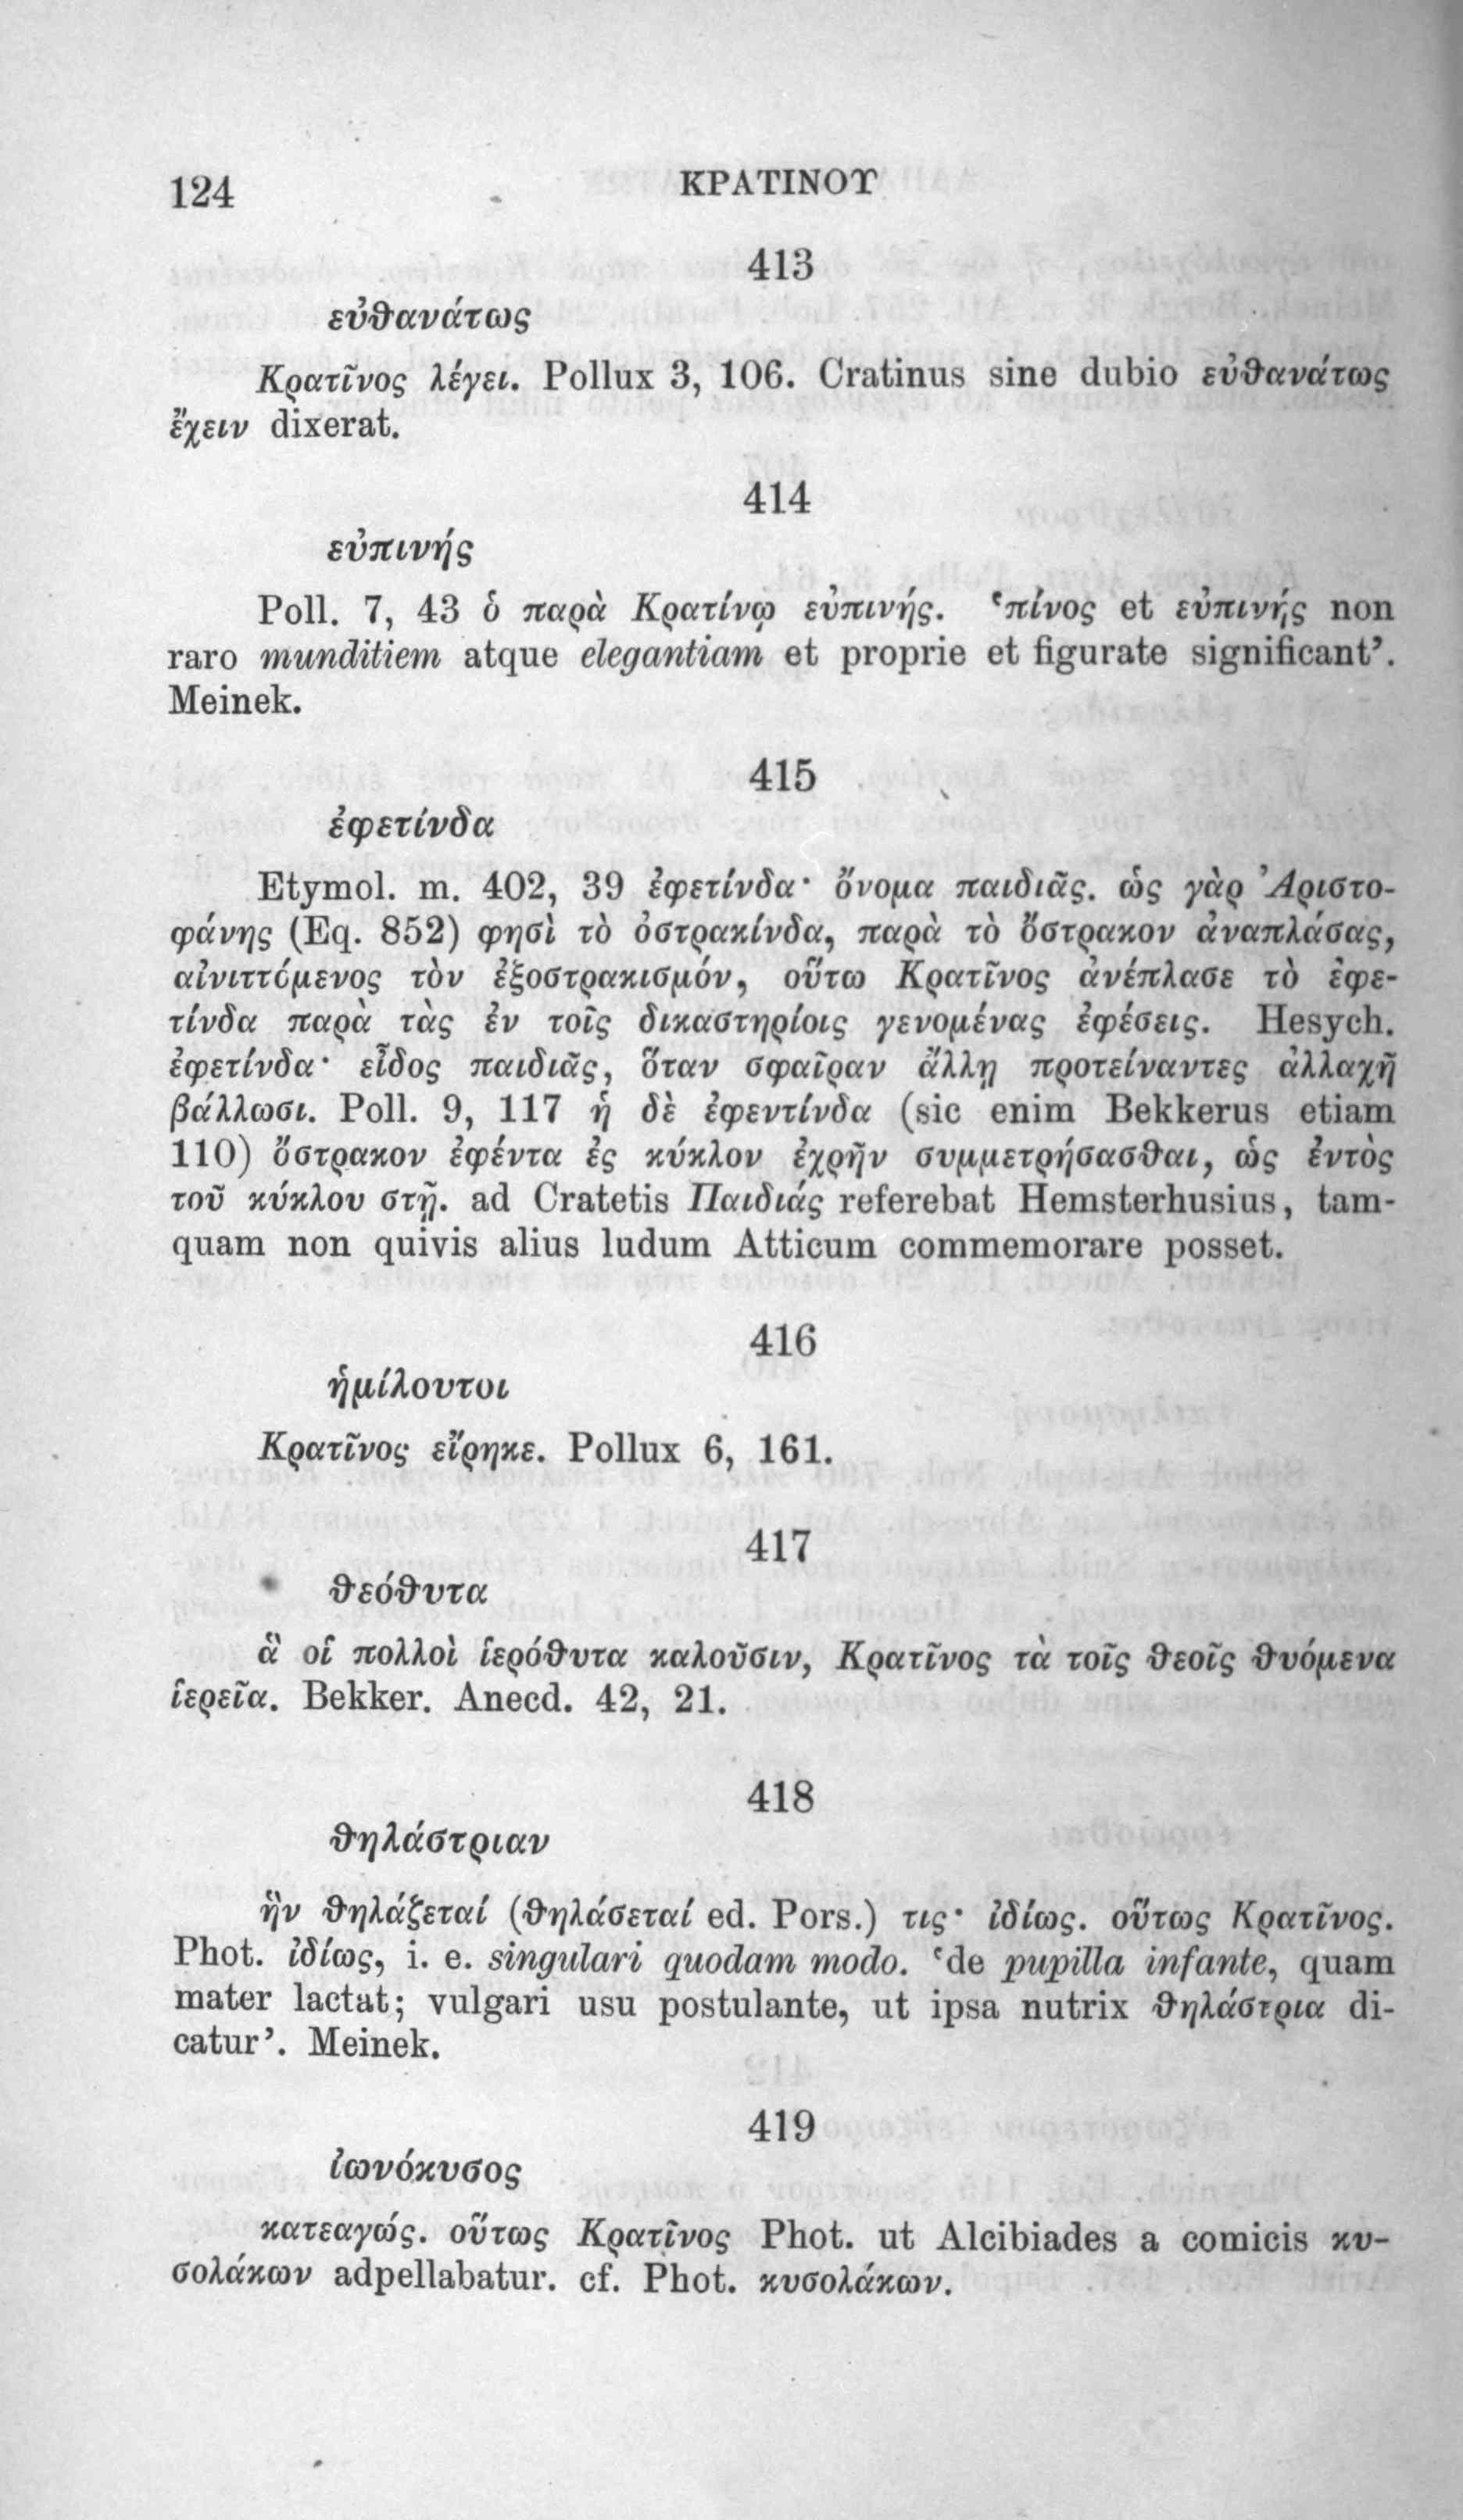 124
ΚΡΑΤΙΝΟΥ
413
εὐθανάτως
Κρατῖνος λέγει. Pollux 3, 106. Cratinus sine dubio εὐθανάτως
ἔχειν dixerat.
414
εὐπινής
Poll. 7, 43 ὁ παρὰ Κρατίνῳ εὐπινής. ‘πίνος et εὐπινής non
raro munditiem atque elegantiam et proprie et figurate significant’.
Meinek.
415
ἐφετίνδα
Etymol. m. 402, 39 ἐφετίνδα· ὄνομα παιδιᾶς. ὡς γὰρ Ἀριστο-
φάνης (Eq. 852) φησὶ τὸ ὀστρακίνδα, παρὰ τὸ ὄστρακον ἀναπλάσας,
αἰνιττόμενος τὸν ἐξοστρακισμόν, οὕτω Κρατῖνος ἀνέπλασε τὸ ἐφε-
τίνδα παρὰ τὰς ἐν τοῖς δικαστηρίοις γενομένας ἐφέσεις. Hesych.
ἐφετίνδα· εἶδος παιδιᾶς, ὅταν σφαῖραν ἄλλῃ προτείναντες ἀλλαχῇ
βάλλωσι. Poll. 9, 117 ἡ δὲ ἐφεντίνδα (sic enim Bekkerus etiam
110) ὄστρακον ἐφέντα ἐς κύκλον ἐχρῆν συμμετρήσασθαι, ὡς ἐντὸς
τοῦ κύκλου στῇ. ad Cratetis Παιδιάς referebat Hemsterhusius, tam-
quam non quivis alius ludum Atticum commemorare posset.
416
ἡμίλουτοι
Κρατῖνος εἴρηκε. Pollux 6, 161.
417
θεόθυτα
ἃ οἱ πολλοὶ ἱερόθυτα καλοῦσιν, Κρατῖνος τὰ τοῖς θεοῖς θυόμενα
ἱερεῖα. Bekker. Anecd. 42, 21.
418
θηλάστριαν
ἣν θηλάζεταί (θηλάσεταί ed. Pors.) τις· ἰδίως. οὕτως Κρατῖνος.
Phot. ἰδίως, i. e. singulari quodam modo. ‘de pupilla infante, quam
mater lactat; vulgari usu postulante, ut ipsa nutrix θηλάστρια di-
catur’. Meinek.
419
ἰωνόκυσος
κατεαγώς. οὕτως Κρατῖνος Phot. ut Alcibiades a comicis κυ-
σολάκων adpellabatur. cf. Phot. κυσολάκων.